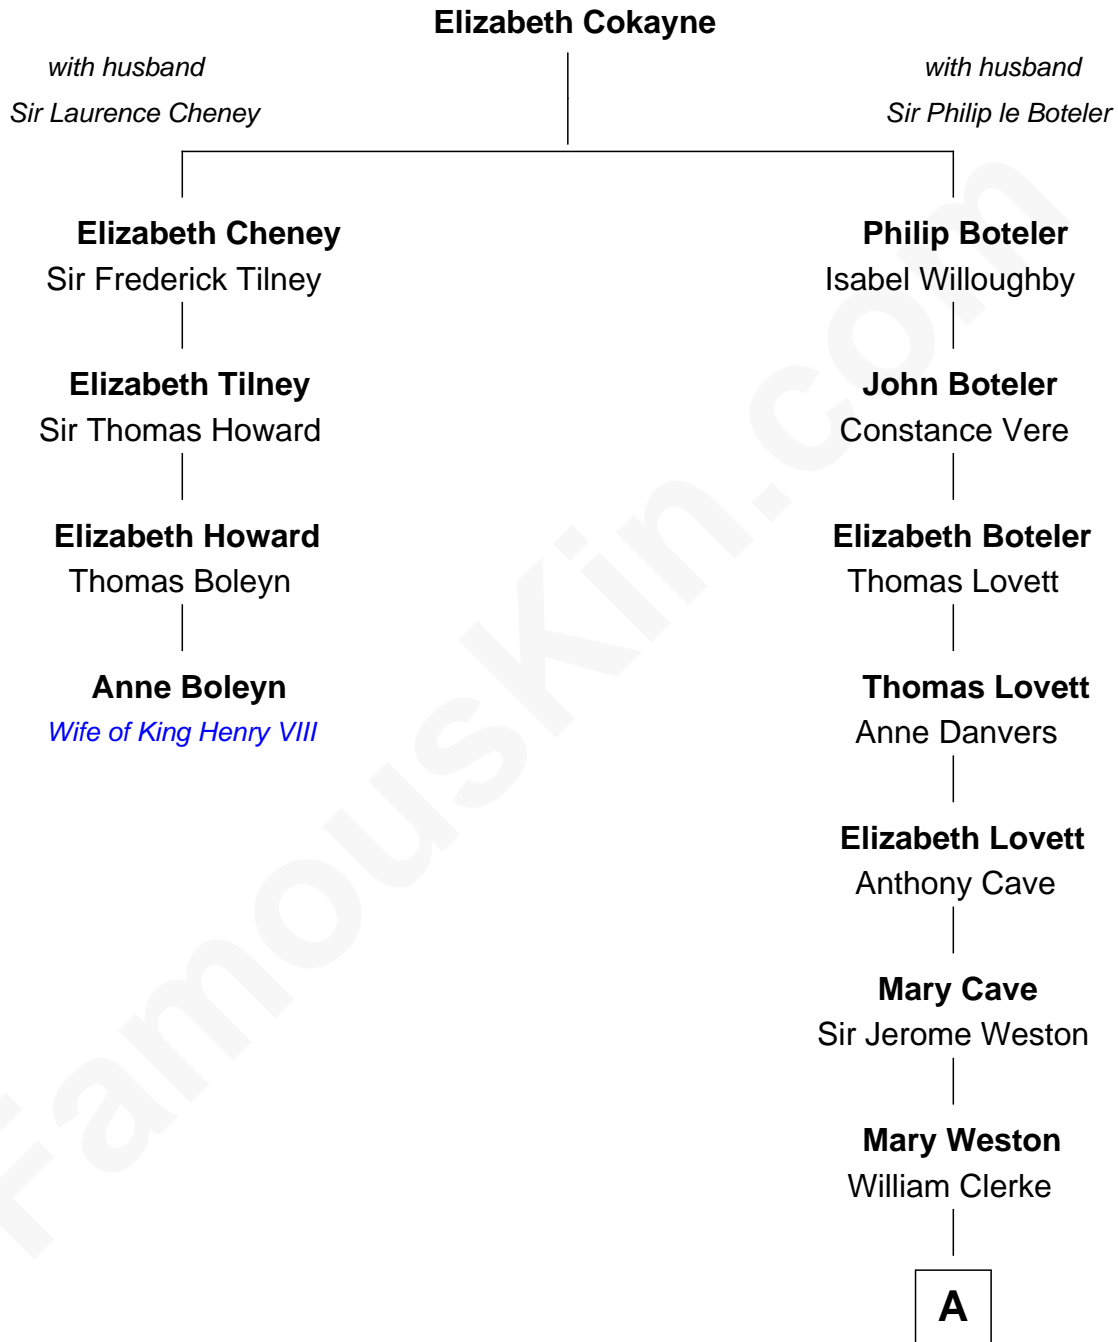 Elizabeth Cokayne
with husband
Sir Laurence Cheney
with husband
Sir Philip le Boteler
Elizabeth Cheney
Sir Frederick Tilney
Elizabeth Tilney
Sir Thomas Howard
Elizabeth Howard
Thomas Boleyn
Anne Boleyn
Wife of King Henry VIII
Philip Boteler
Isabel Willoughby
John Boteler
Constance Vere
Elizabeth Boteler
Thomas Lovett
Thomas Lovett
Anne Danvers
Elizabeth Lovett
Anthony Cave
Mary Cave
Sir Jerome Weston
Mary Weston
William Clerke
A
FamousKin.com